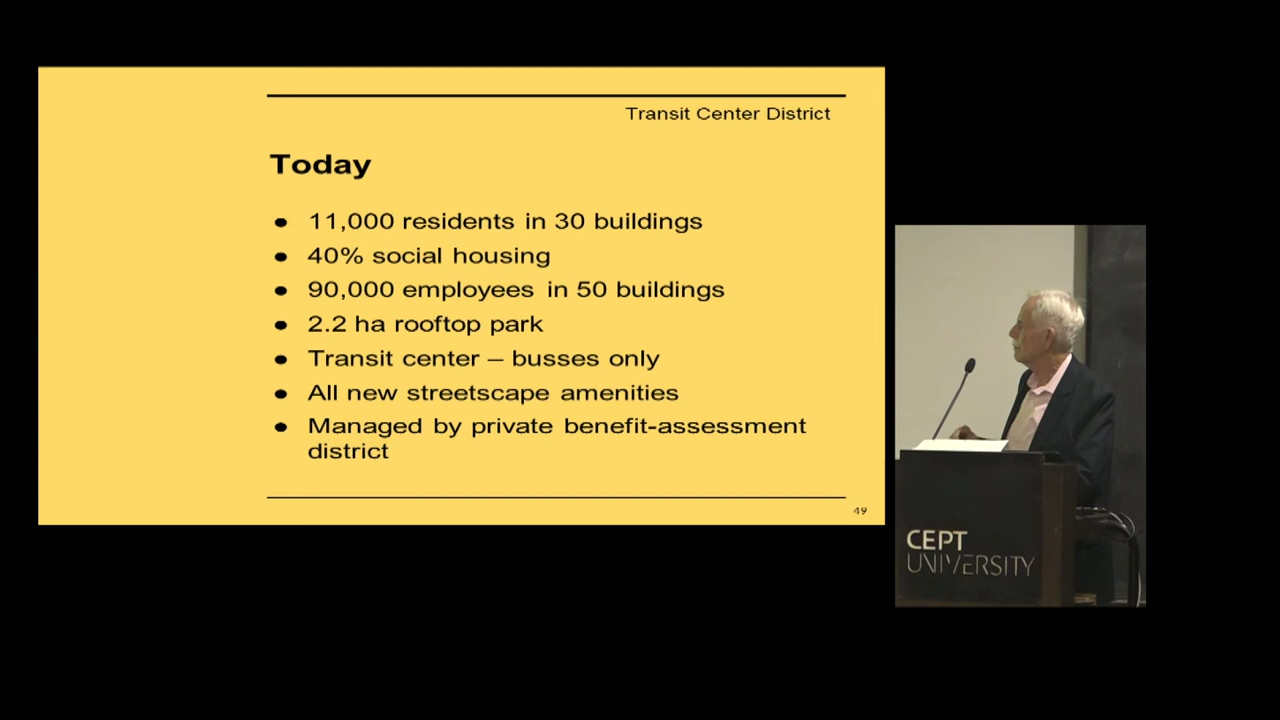 Transit Center District
Today
● 11,000 residents in 30 buildings
● 40% social housing
● 90,000 employees in 50 buildings
● 2.2 ha rooftop park
● Transit center – busses only
● All new streetscape amenities
● Managed by private benefit-assessment
district
49
CEPT
UNIVERSITY